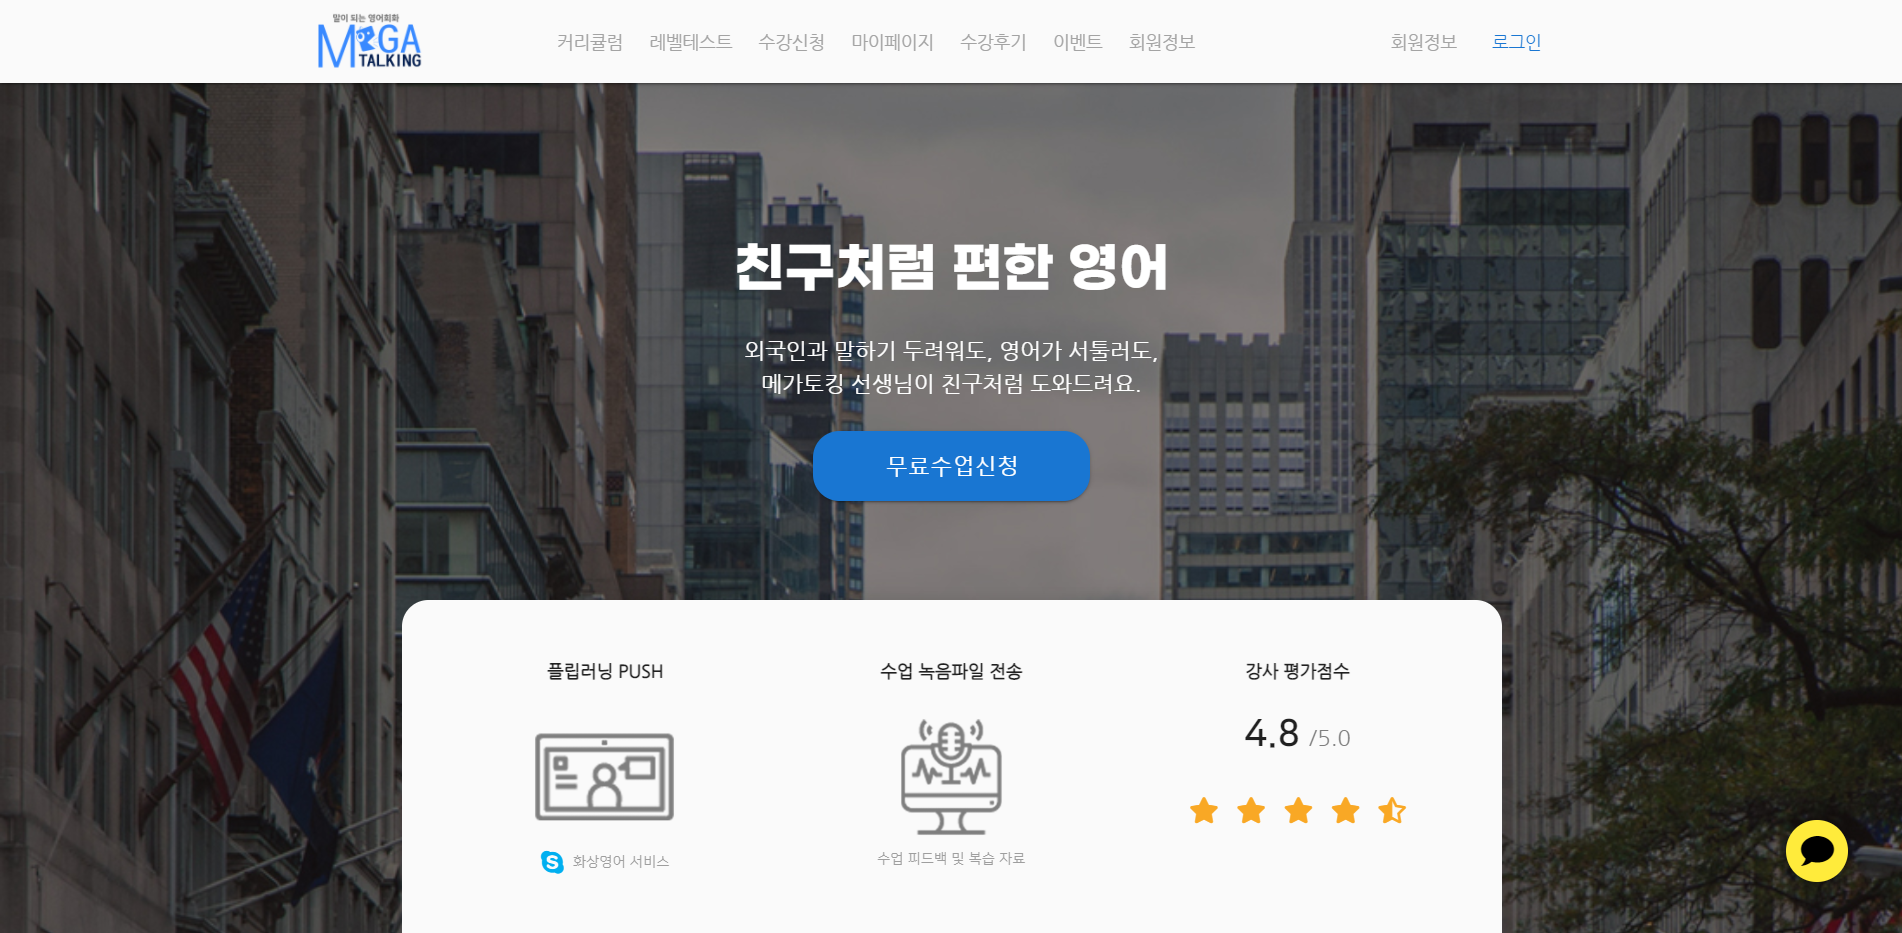 말이 되는 영어회화
MEGA
TALKING
커리큘럼 레벨테스트 수강신청 마이페이지 수강후기 이벤트 회원정보 회원정보 로그인
친구처럼 편한 영어
외국인과 말하기 두려워도, 영어가 서툴러도,
메가토킹 선생님이 친구처럼 도와드려요.
무료수업신청
플립러닝 PUSH
화상영어 서비스
수업 녹음파일 전송
수업 피드백 및 복습 자료
강사 평가점수
4.8 /5.0